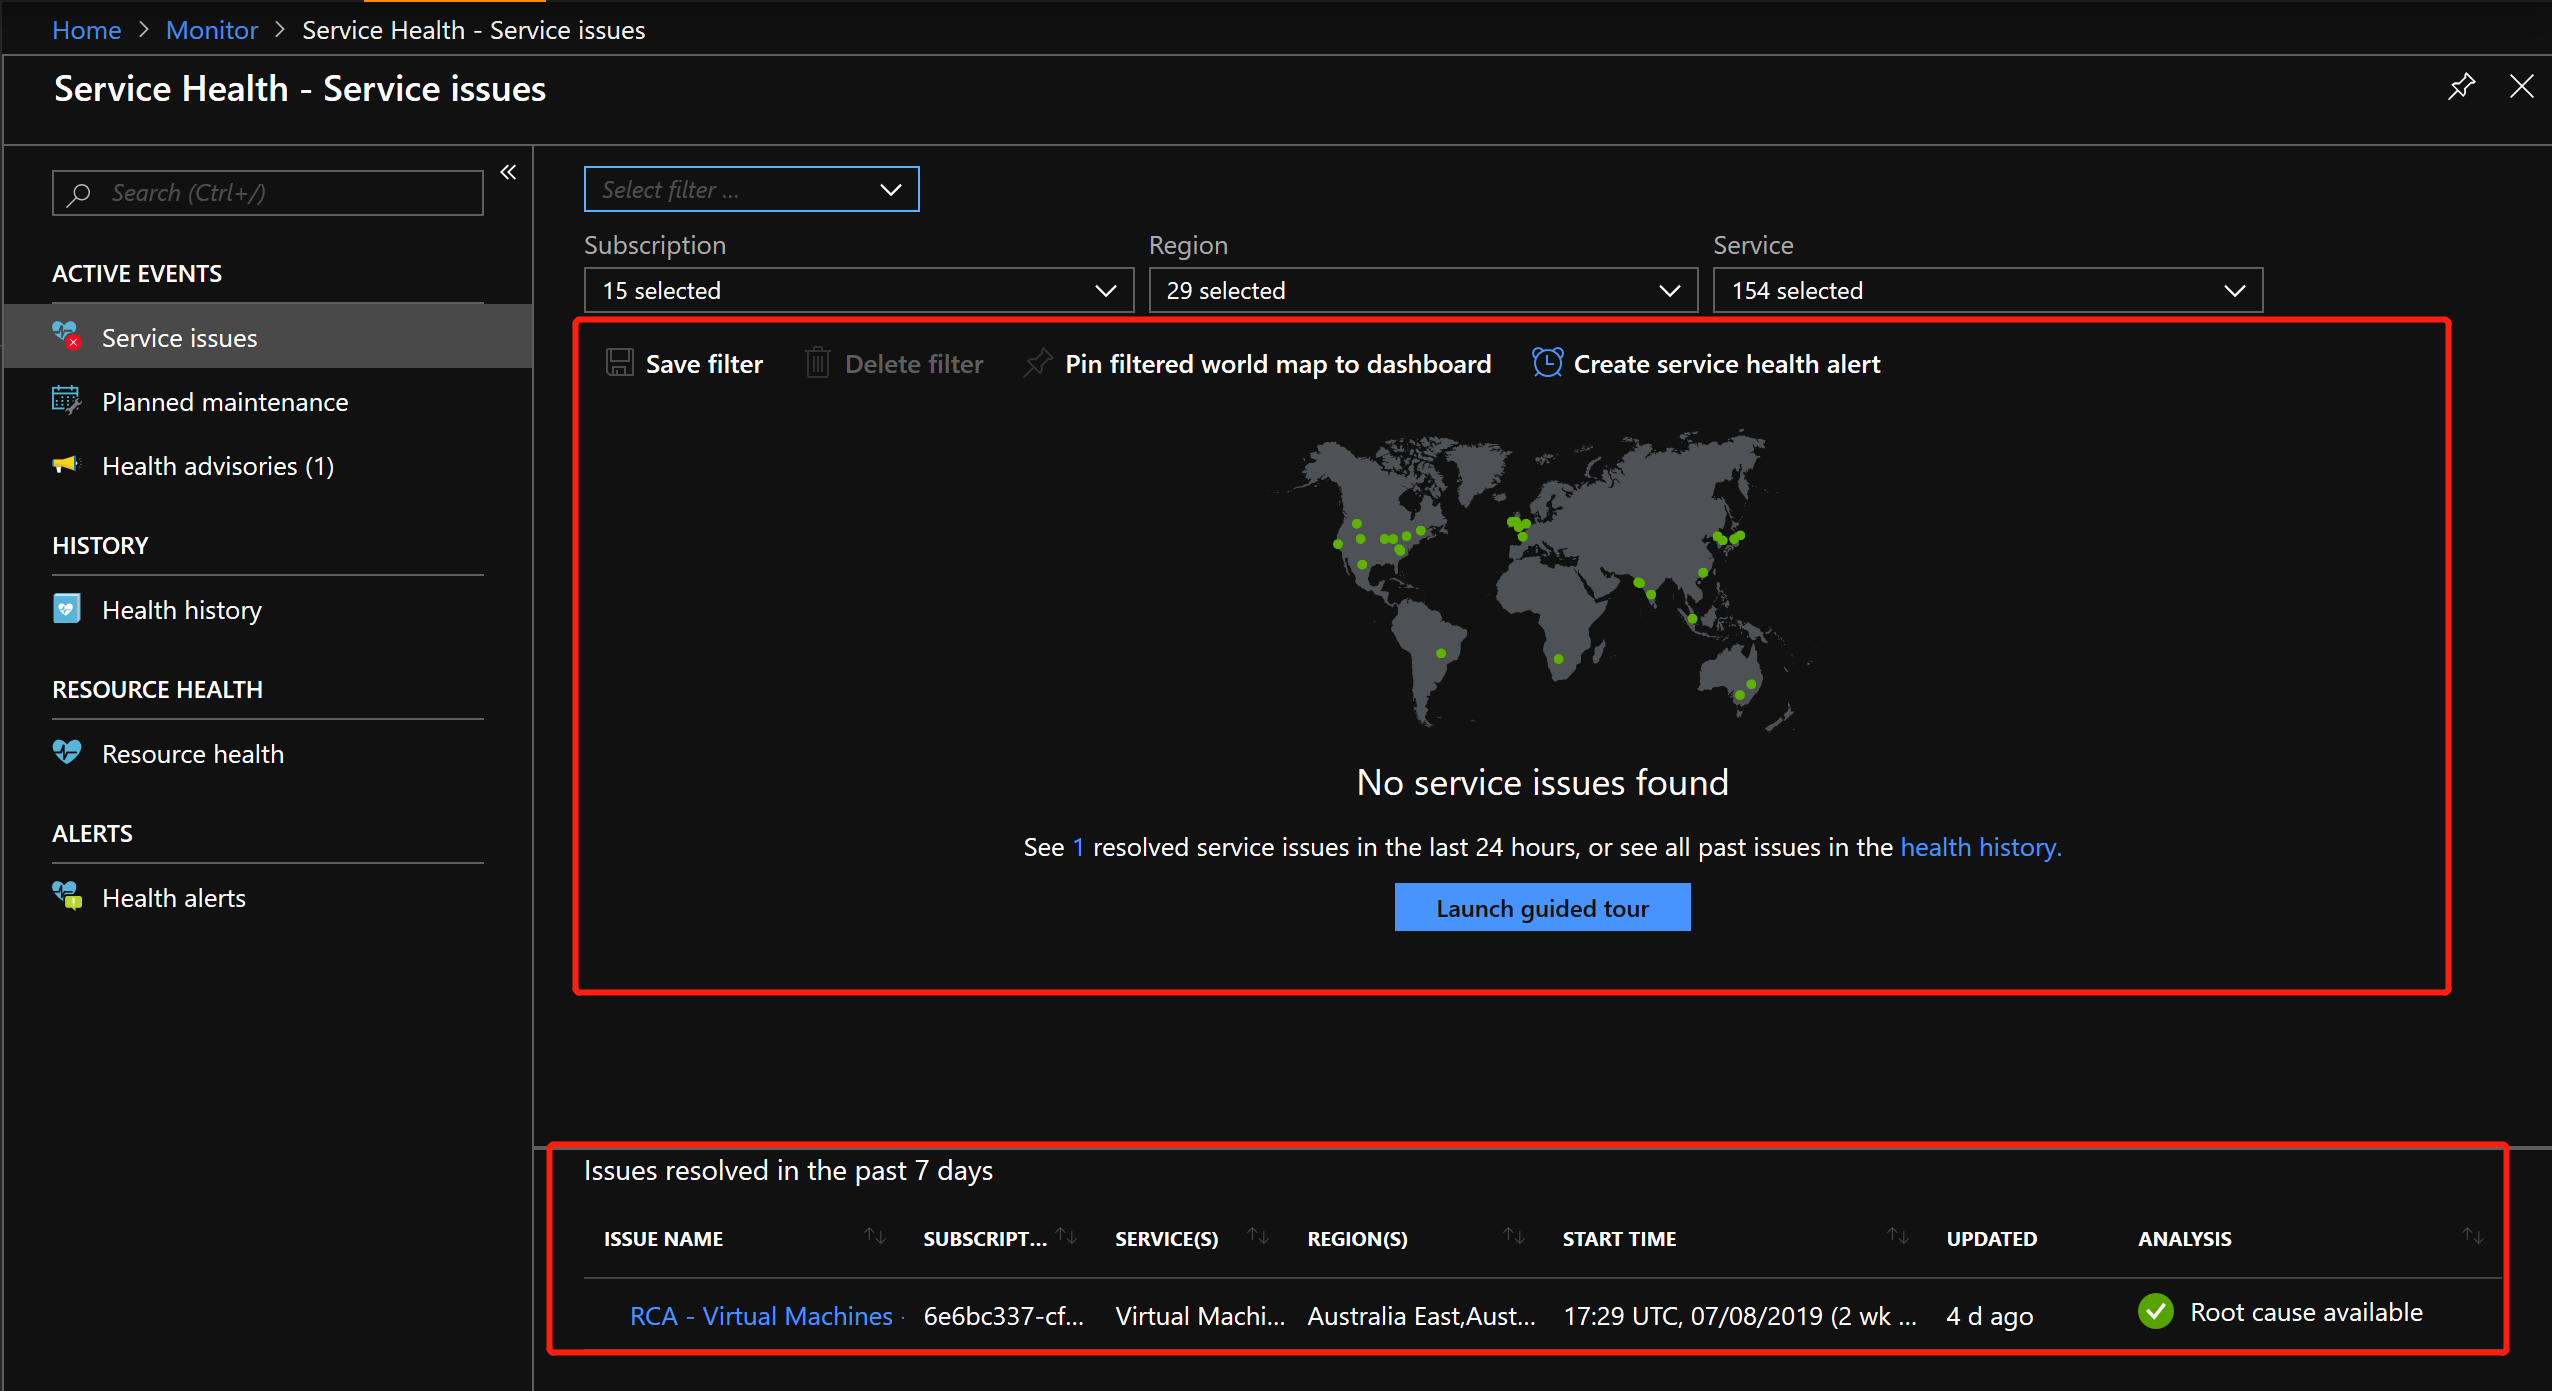 Home > Monitor > Service Health - Service issues
Service Health - Service issues
Search (Ctrl+/)
ACTIVE EVENTS
Service issues
Planned maintenance
Health advisories (1)
HISTORY
Health history
RESOURCE HEALTH
Resource health
ALERTS
Health alerts
Select filter ...
Subscription Region Service
15 selected 29 selected 154 selected
Save filter Delete filter Pin filtered world map to dashboard Create service health alert
No service issues found
See 1 resolved service issues in the last 24 hours, or see all past issues in the health history.
Launch guided tour
Issues resolved in the past 7 days
ISSUE NAME SUBSCRIPT... SERVICE(S) REGION(S) START TIME UPDATED ANALYSIS
RCA - Virtual Machines 6e6bc337-cf... Virtual Machi... Australia East,Aust... 17:29 UTC, 07/08/2019 (2 wk ... 4 d ago Root cause available